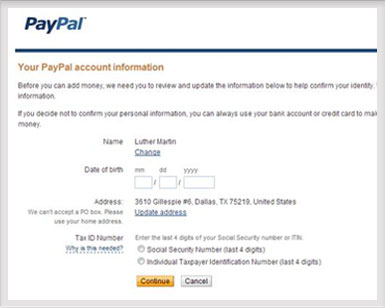 PayPal
Your PayPal account information
Before you can add money, we need you to review and update the information below to help confirm your identity.
information.
If you decide not to confirm your personal information, you can always use your bank account or credit card to
money.
Name Luther Martin
Change
Date of birth mm dd yyyy
/ /
Address: 3610 Gillespie #6, Dallas, TX 75219, United States
We can't accept a PO box. Please Update address
use your home address.
Tax ID Number Enter the last 4 digits of your Social Security number or ITIN.
Why is this needed? Social Security Number (last 4 digits)
Individual Taxpayer Identification Number (last 4 digits)
Continue Cancel